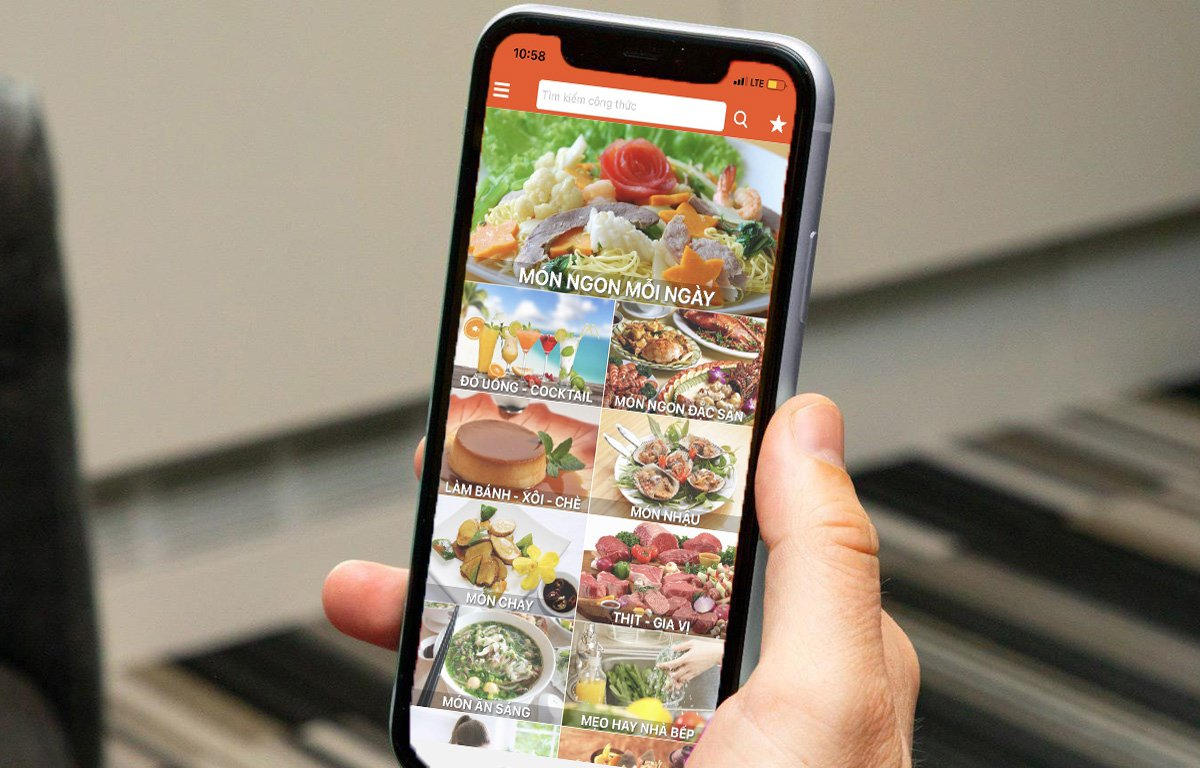 10:58
LTE
Tìm kiếm công thức
MÓN NGON MỖI NGÀY
ĐỒ UỐNG - COCKTAIL
MÓN NGON ĐẶC SẢN
LÀM BÁNH - XÔI - CHÈ
MÓN NHẬU
MÓN CHAY
THỊT - GIA VỊ
MÓN ĂN SÁNG
MẸO HAY NHÀ BẾP